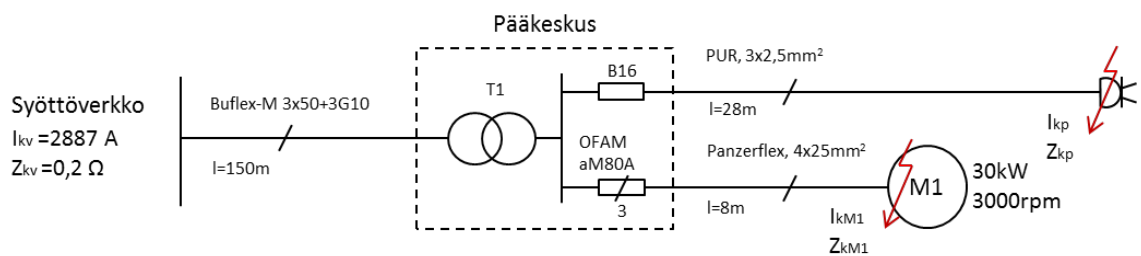 Pääkeskus
Syöttöverkko
Ikv =2887 A
Zkv =0,2 Ω
Buflex-M 3x50+3G10
l=150m
T1
B16
OFAM
aM80A
3
PUR, 3x2,5mm²
l=28m
Panzerflex, 4x25mm²
l=8m
M1
30kW
3000rpm
Ikp
Zkp
IkM1
ZkM1